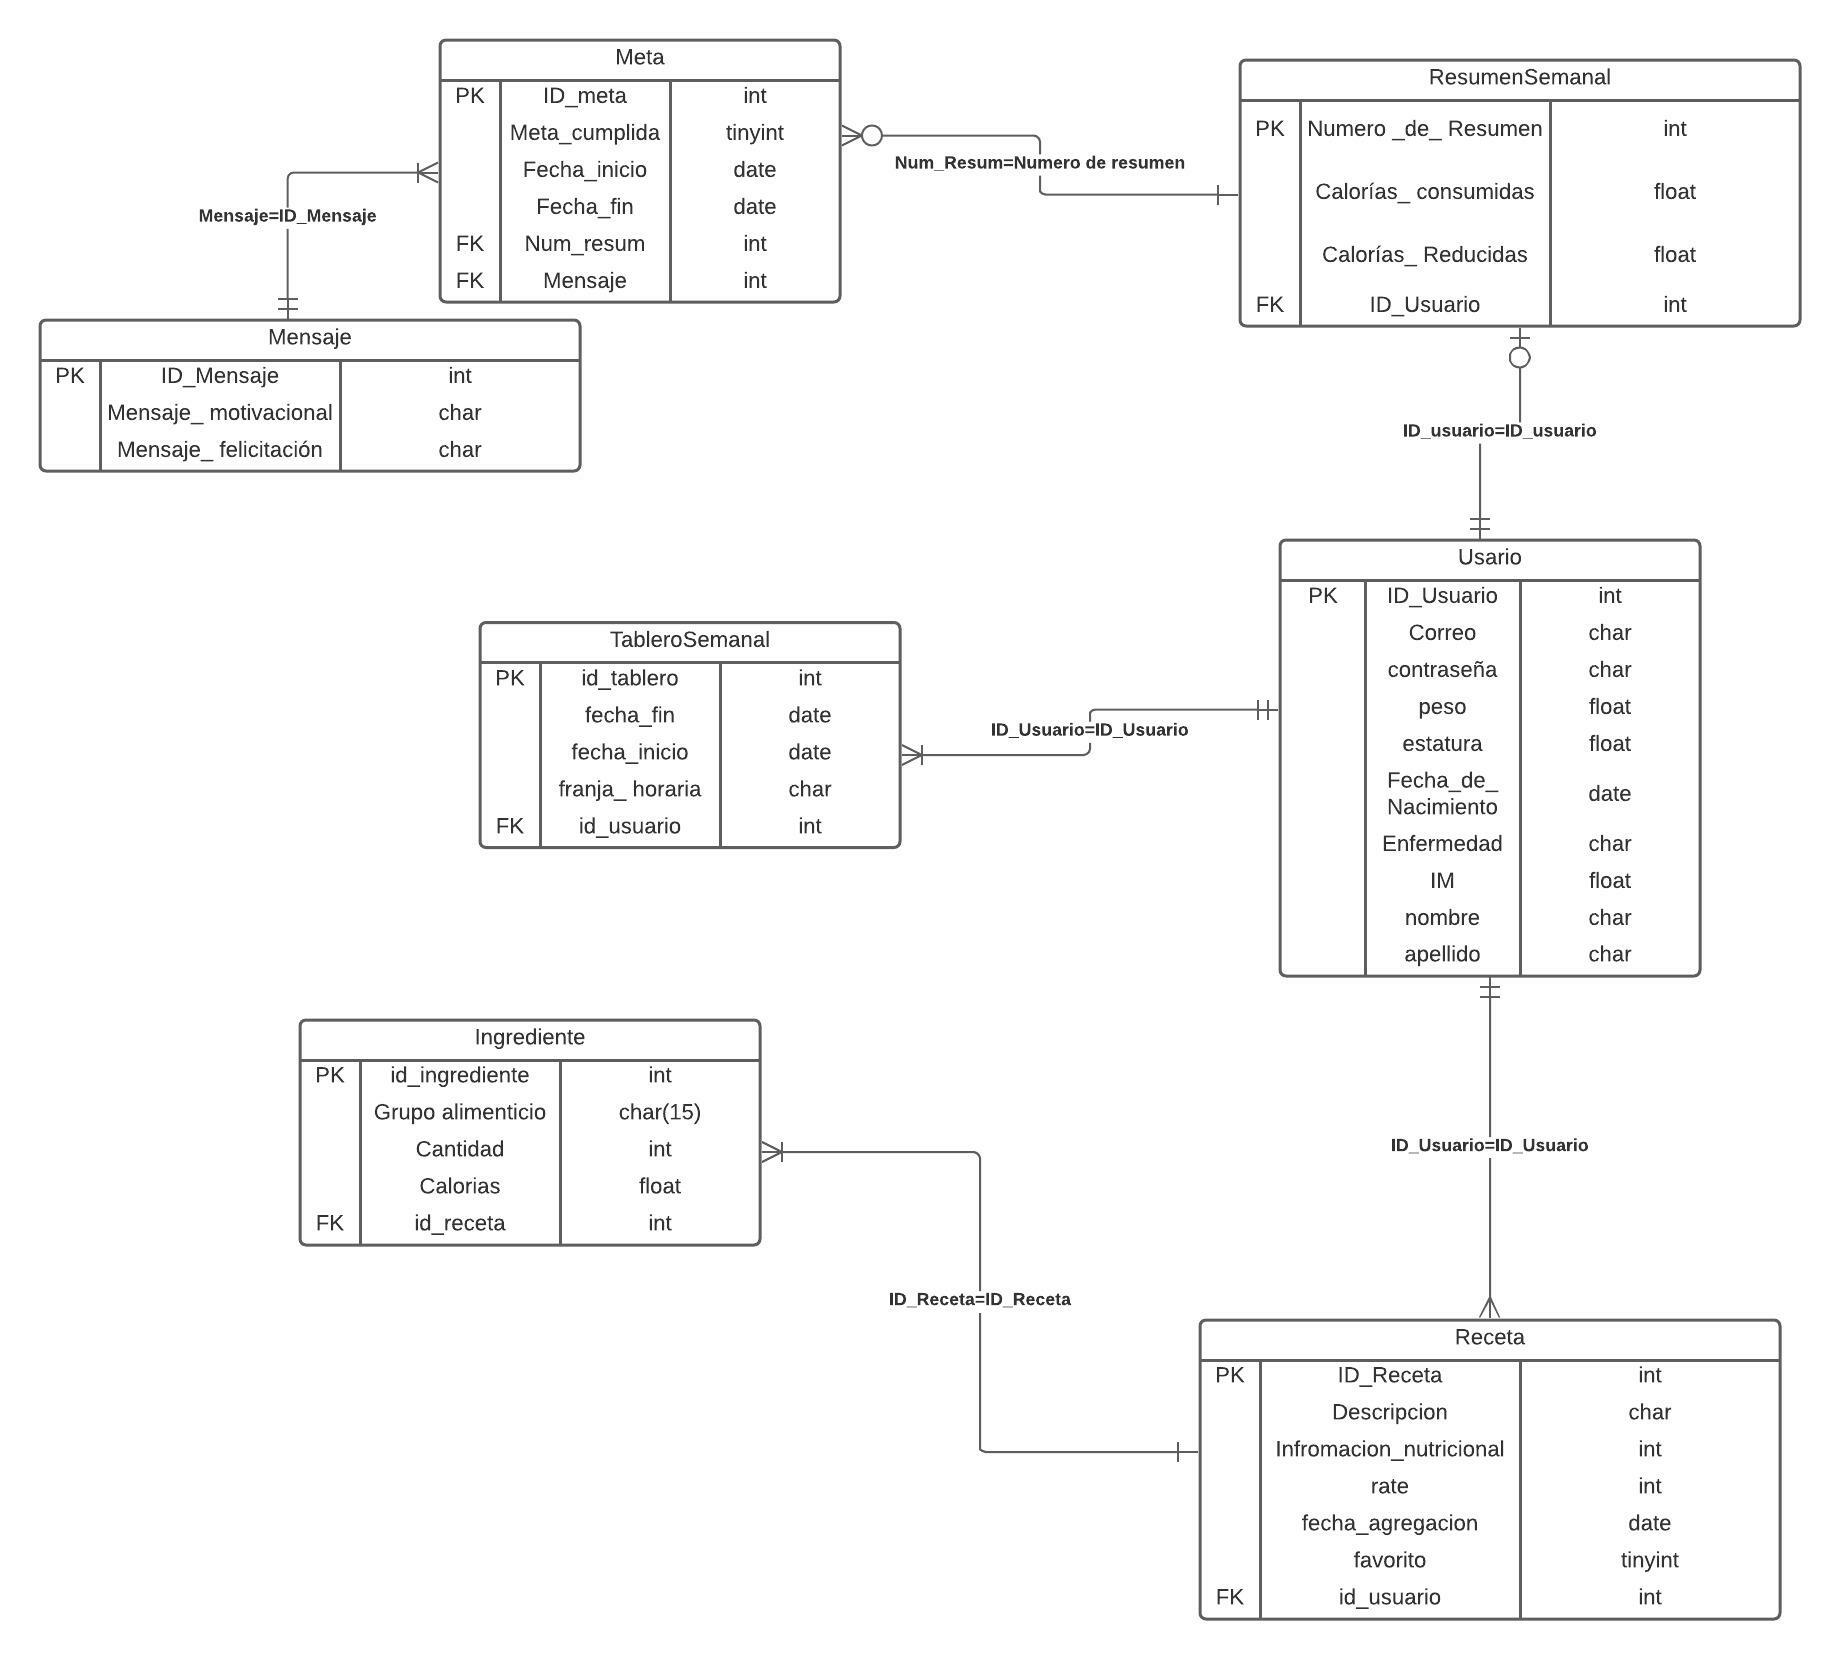 Meta
PK ID_meta int
Meta_cumplida tinyint
Fecha_inicio date
Fecha_fin date
FK Num_resum int
FK Mensaje int
ResumenSemanal
PK Numero _de_ Resumen int
Calorías_ consumidas float
Calorías_ Reducidas float
FK ID_Usuario int
Num_Resum=Numero de resumen
Mensaje=ID_Mensaje
Mensaje
PK ID_Mensaje int
Mensaje_ motivacional char
Mensaje_ felicitación char
ID_usuario=ID_usuario
Usario
PK ID_Usuario int
Correo char
contraseña char
peso float
estatura float
Fecha_de_
Nacimiento date
Enfermedad char
IM float
nombre char
apellido char
TableroSemanal
PK id_tablero int
fecha_fin date
fecha_inicio date
franja_ horaria char
FK id_usuario int
ID_Usuario=ID_Usuario
Ingrediente
PK id_ingrediente int
Grupo alimenticio char(15)
Cantidad int
Calorias float
FK id_receta int
ID_Usuario=ID_Usuario
ID_Receta=ID_Receta
Receta
PK ID_Receta int
Descripcion char
Infromacion_nutricional int
rate int
fecha_agregacion date
favorito tinyint
FK id_usuario int